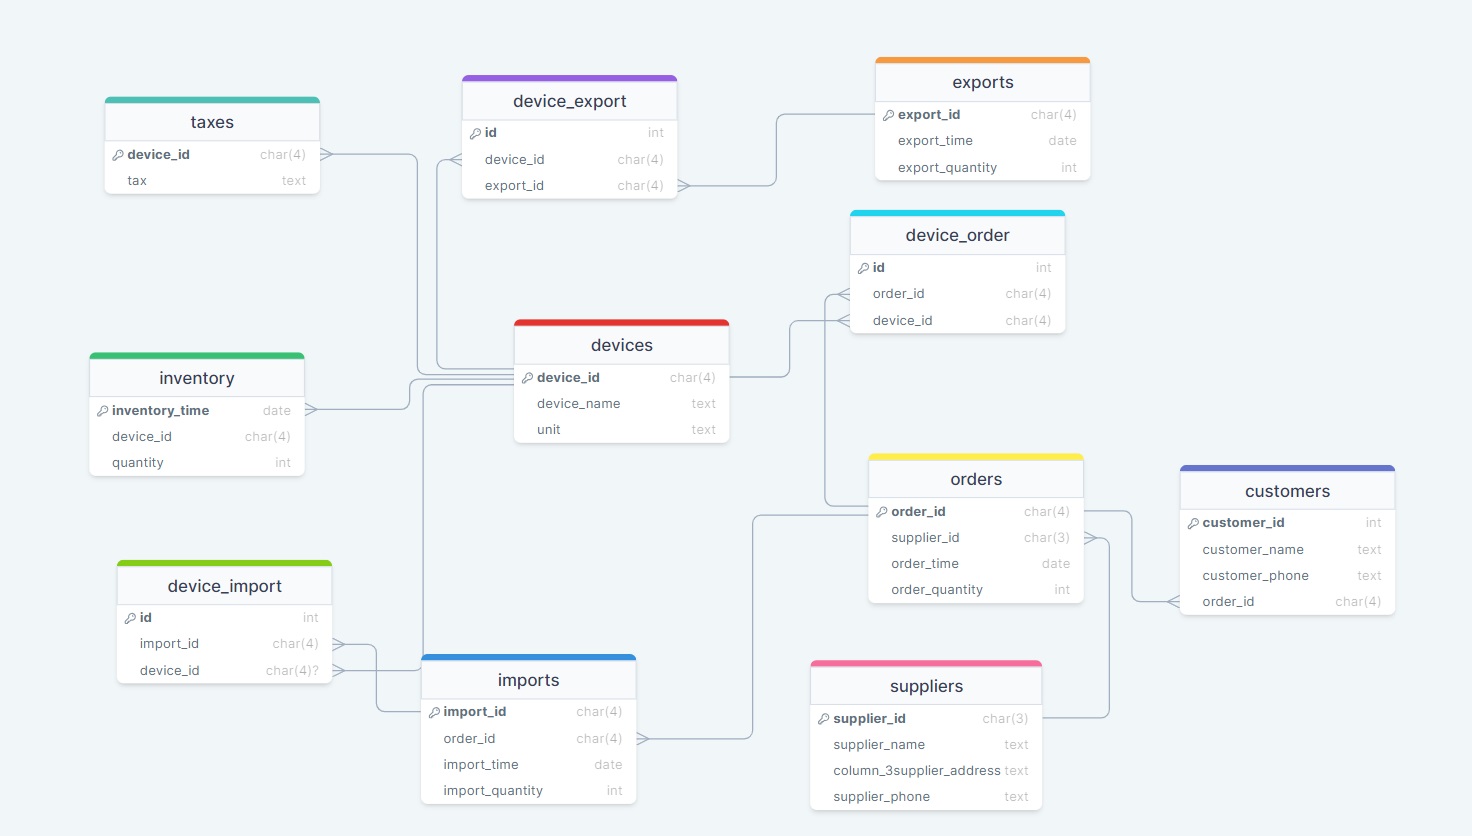 taxes
device_id char(4)
tax text
device_export
id int
device_id char(4)
export_id char(4)
exports
export_id char(4)
export_time date
export_quantity int
device_order
id int
order_id char(4)
device_id char(4)
devices
device_id char(4)
device_name text
unit text
inventory
inventory_time date
device_id char(4)
quantity int
orders
order_id char(4)
supplier_id char(3)
order_time date
order_quantity int
customers
customer_id int
customer_name text
customer_phone text
order_id char(4)
device_import
id int
import_id char(4)
device_id char(4)?
imports
import_id char(4)
order_id char(4)
import_time date
import_quantity int
suppliers
supplier_id char(3)
supplier_name text
column_3supplier_address text
supplier_phone text